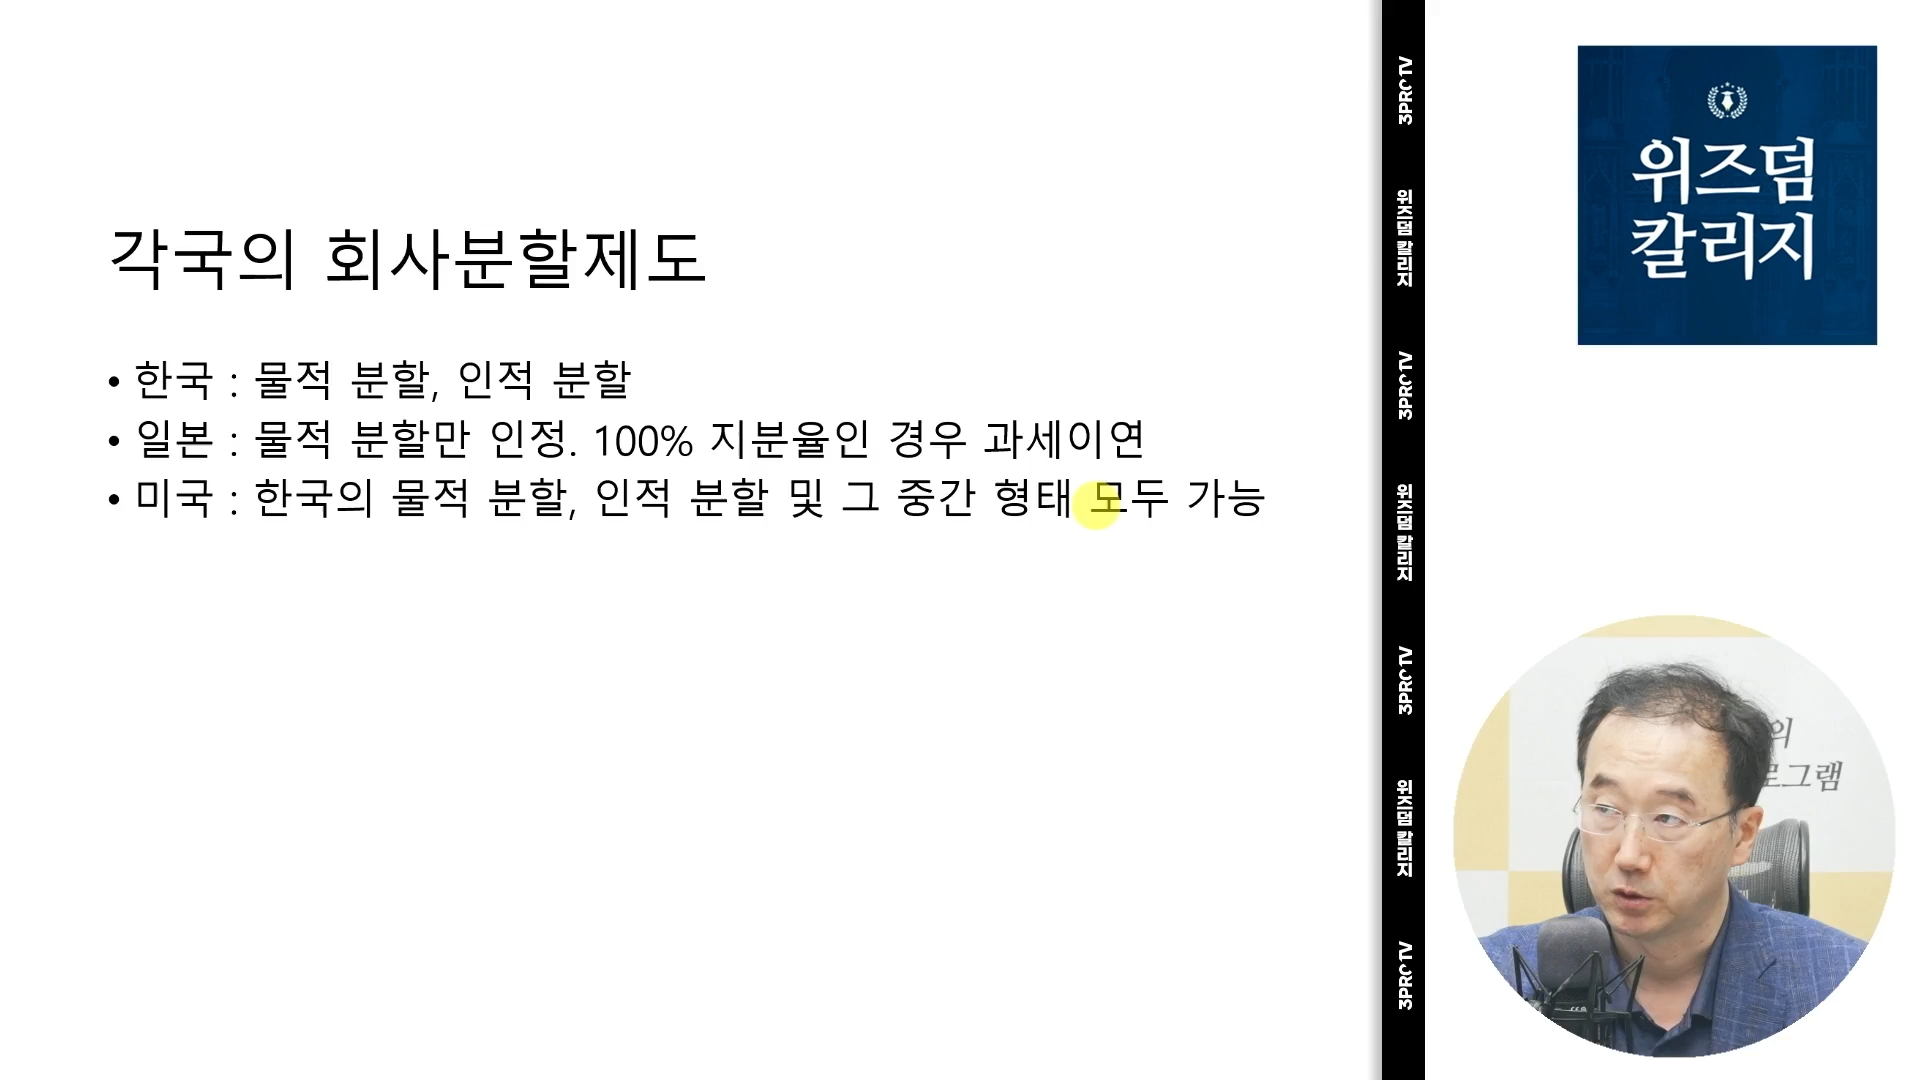 각국의 회사분할제도
• 한국 : 물적 분할, 인적 분할
• 일본 : 물적 분할만 인정. 100% 지분율인 경우 과세이연
• 미국 : 한국의 물적 분할, 인적 분할 및 그 중간 형태 모두 가능
3PRO TV
위즈덤 칼리지
3PRO TV
위즈덤 칼리지
3PRO TV
위즈덤 칼리지
3PRO TV
위즈덤
칼리지
의
로그램